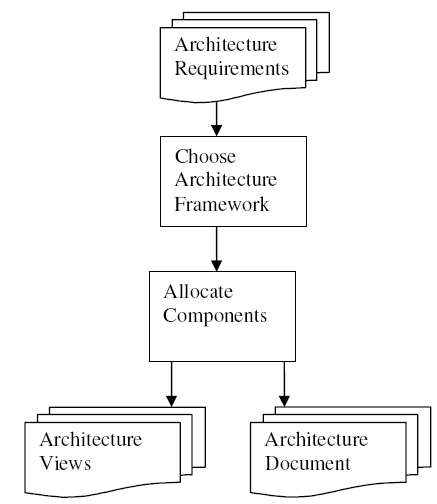 Architecture
Requirements
Choose
Architecture
Framework
Allocate
Components
Architecture
Views
Architecture
Document